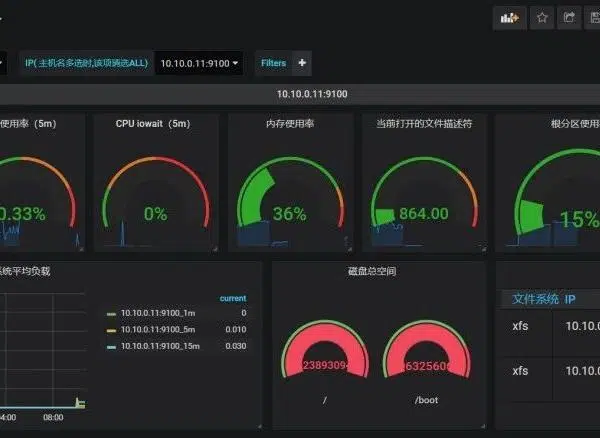 IP( 主机名多选时,该项请选ALL)
10.10.0.11:9100
Filters
10.10.0.11:9100
使用率（5m）
CPU iowait（5m）
内存使用率
当前打开的文件描述符
根分区使用
0.33%
0%
36%
864.00
15%
系统平均负载
磁盘总空间
current
文件系统 IP
10.10.0.11:9100_1m 0
10.10.0.11:9100_5m 0.010
10.10.0.11:9100_15m 0.030
xfs 10.10.0
xfs 10.10.0
04:00 08:00
/
/boot